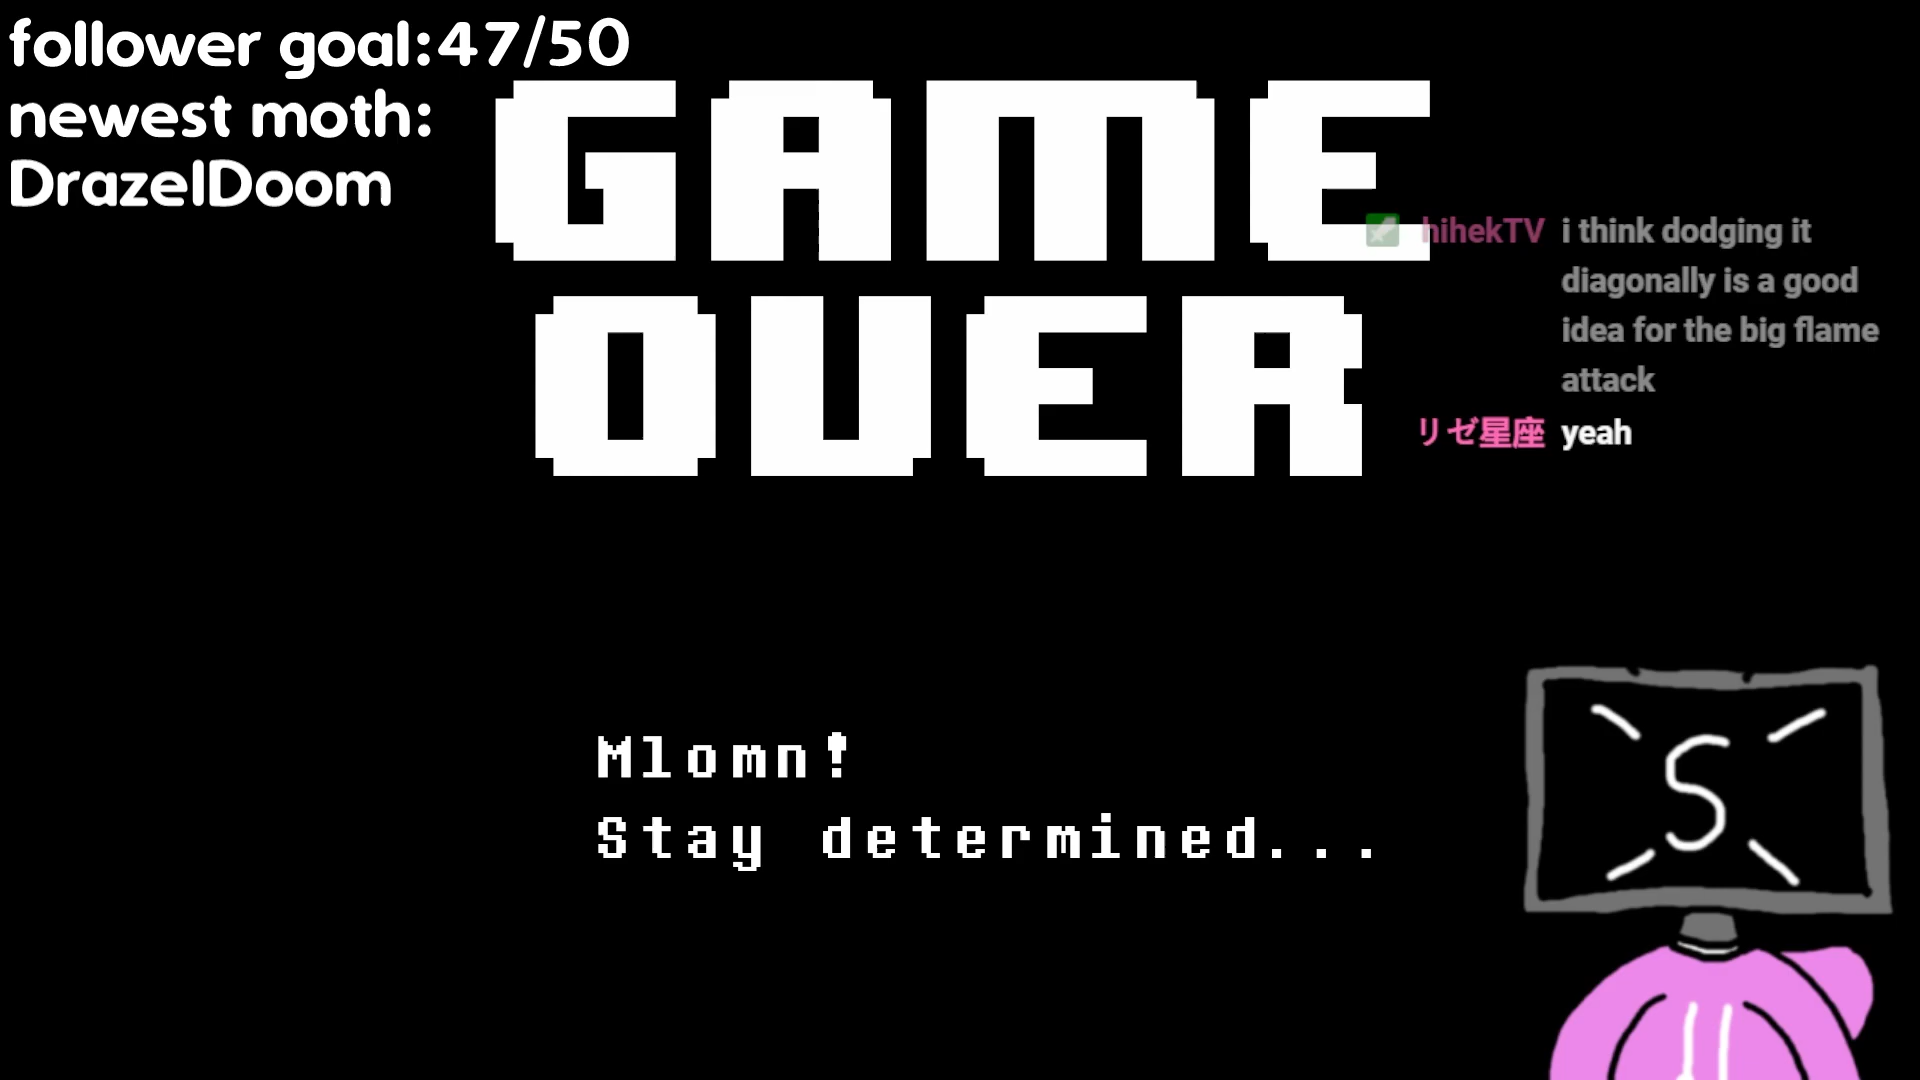 follower goal:47/50
newest moth:
DrazelDoom
GAME
OVER
hihekTV i think dodging it
diagonally is a good
idea for the big flame
attack
リゼ星座 yeah
Mlomn!
Stay determined...
S